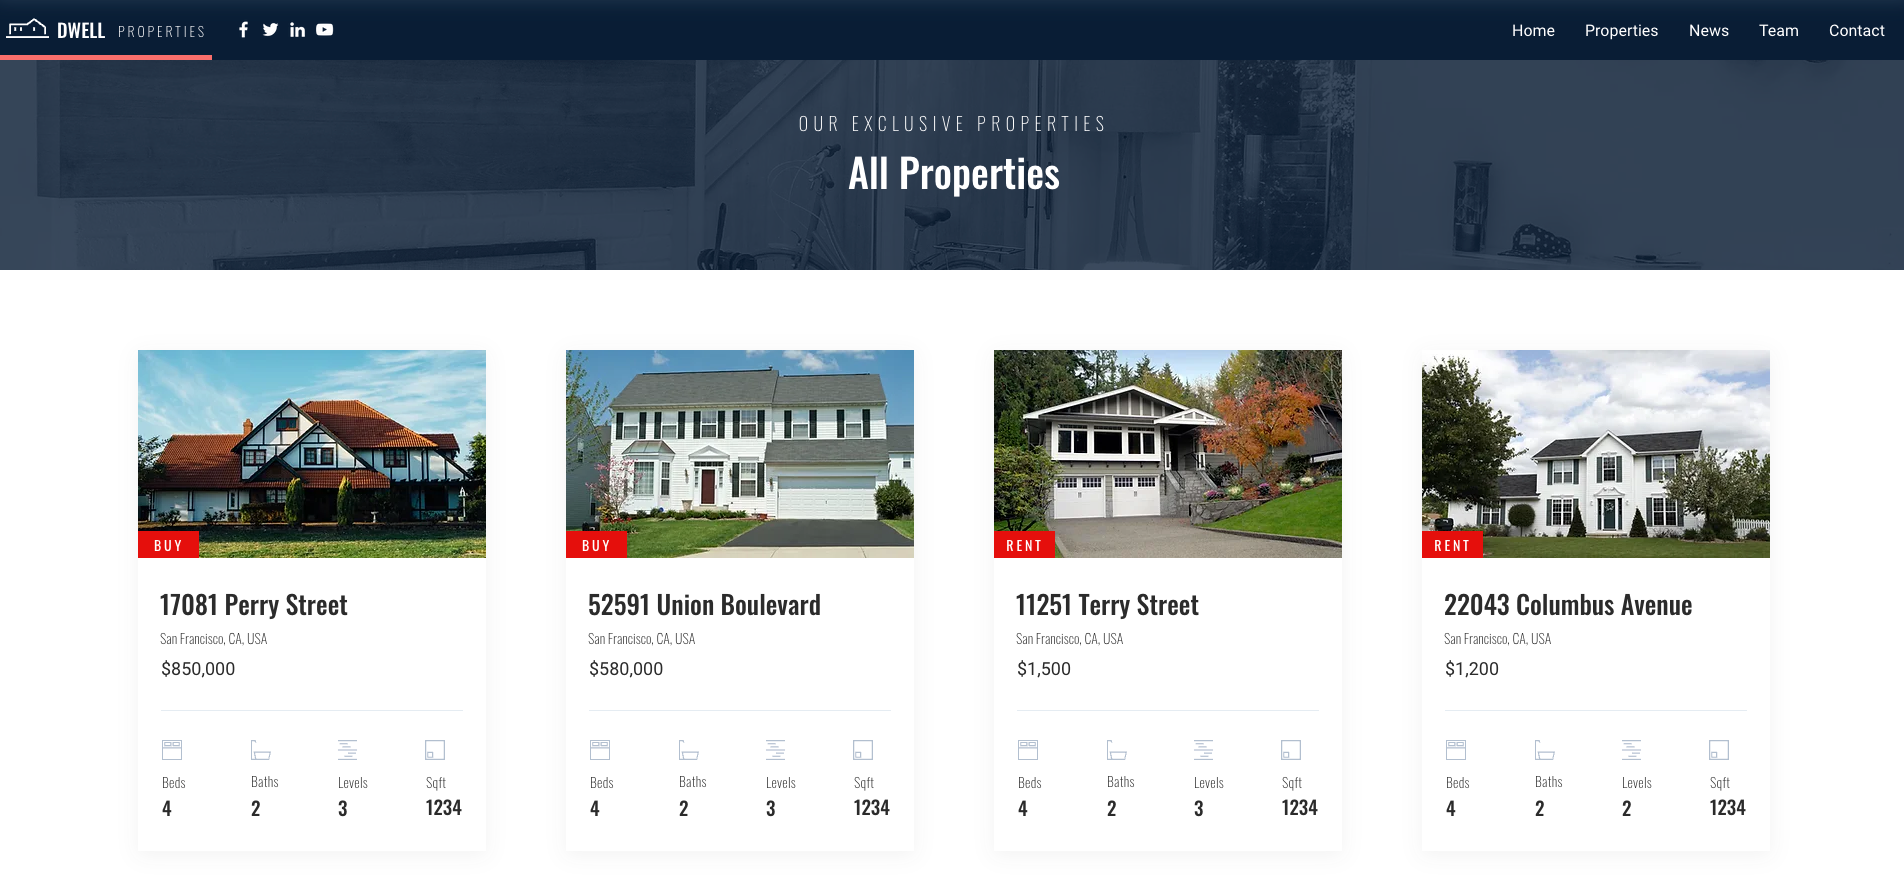 DWELL PROPERTIES
Home Properties News Team Contact
OUR EXCLUSIVE PROPERTIES
All Properties
BUY
17081 Perry Street
San Francisco, CA, USA
$850,000
Beds Baths Levels Sqft
4 2 3 1234
BUY
52591 Union Boulevard
San Francisco, CA, USA
$580,000
Beds Baths Levels Sqft
4 2 3 1234
RENT
11251 Terry Street
San Francisco, CA, USA
$1,500
Beds Baths Levels Sqft
4 2 3 1234
RENT
22043 Columbus Avenue
San Francisco, CA, USA
$1,200
Beds Baths Levels Sqft
4 2 2 1234